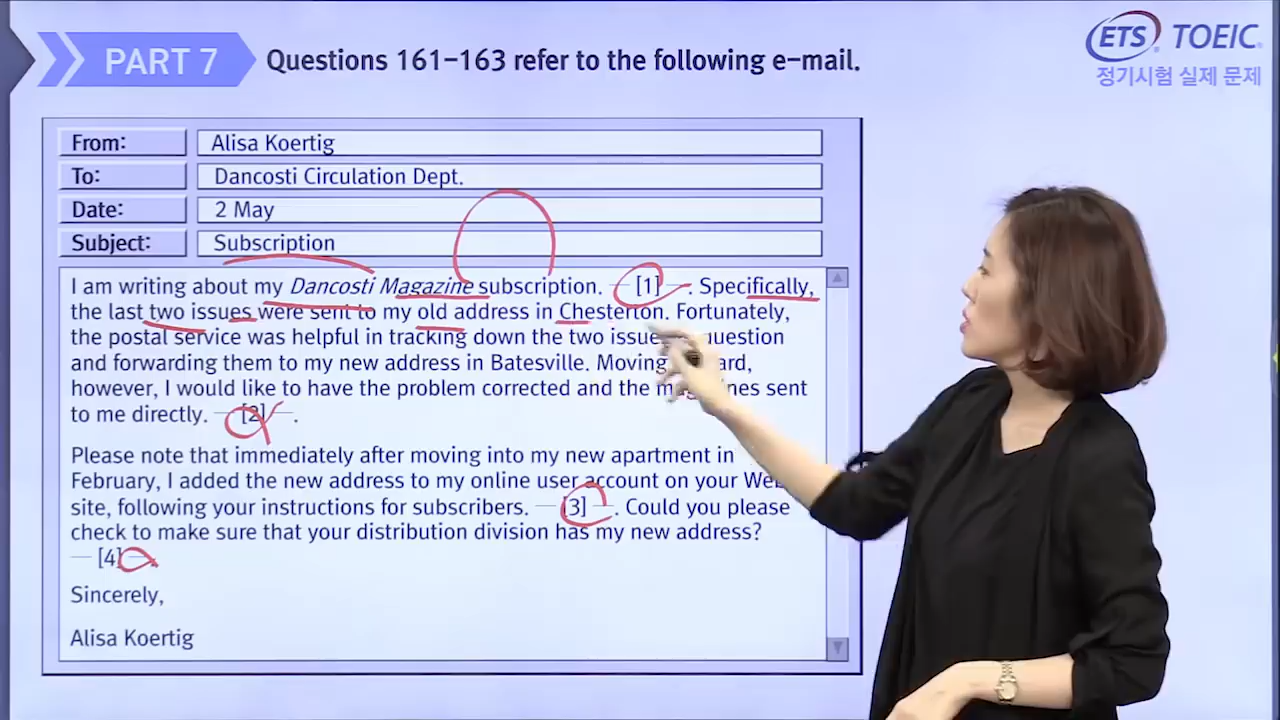 PART 7
Questions 161–163 refer to the following e-mail.
ETS TOEIC
정기시험 실제 문제
From: Alisa Koertig
To: Dancosti Circulation Dept.
Date: 2 May
Subject: Subscription
I am writing about my Dancosti Magazine subscription. — [1] —. Specifically,
the last two issues were sent to my old address in Chesterton. Fortunately,
the postal service was helpful in tracking down the two issues question
and forwarding them to my new address in Batesville. Moving
however, I would like to have the problem corrected and the magazines sent
to me directly. — [2] —.
Please note that immediately after moving into my new apartment in
February, I added the new address to my online user account on your Web
site, following your instructions for subscribers. — [3] —. Could you please
check to make sure that your distribution division has my new address?
— [4]
Sincerely,
Alisa Koertig